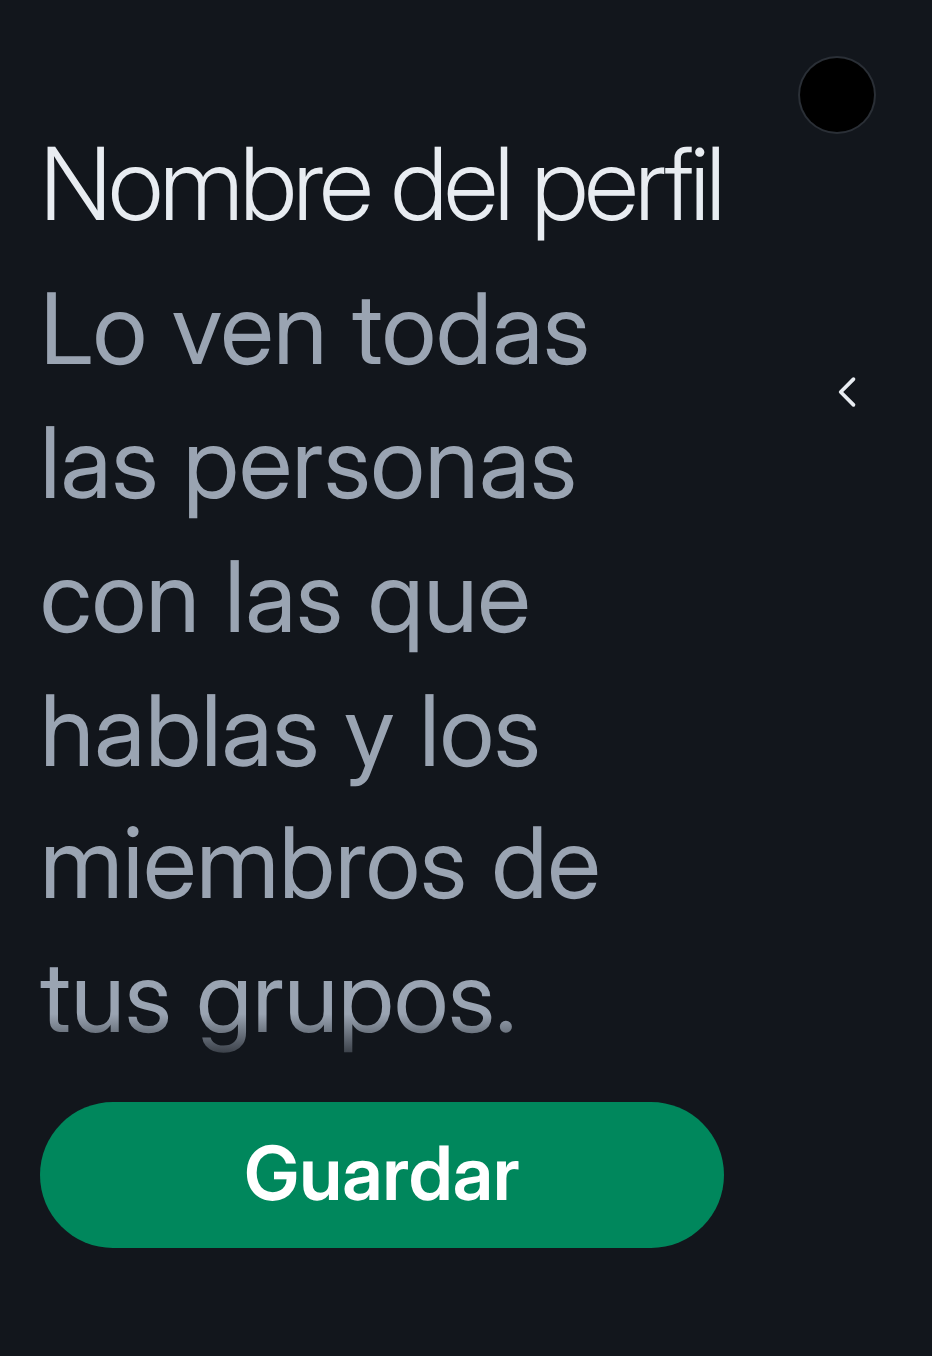 Nombre del perfil
Lo ven todas
las personas
con las que
hablas y los
miembros de
tus grupos.
Guardar